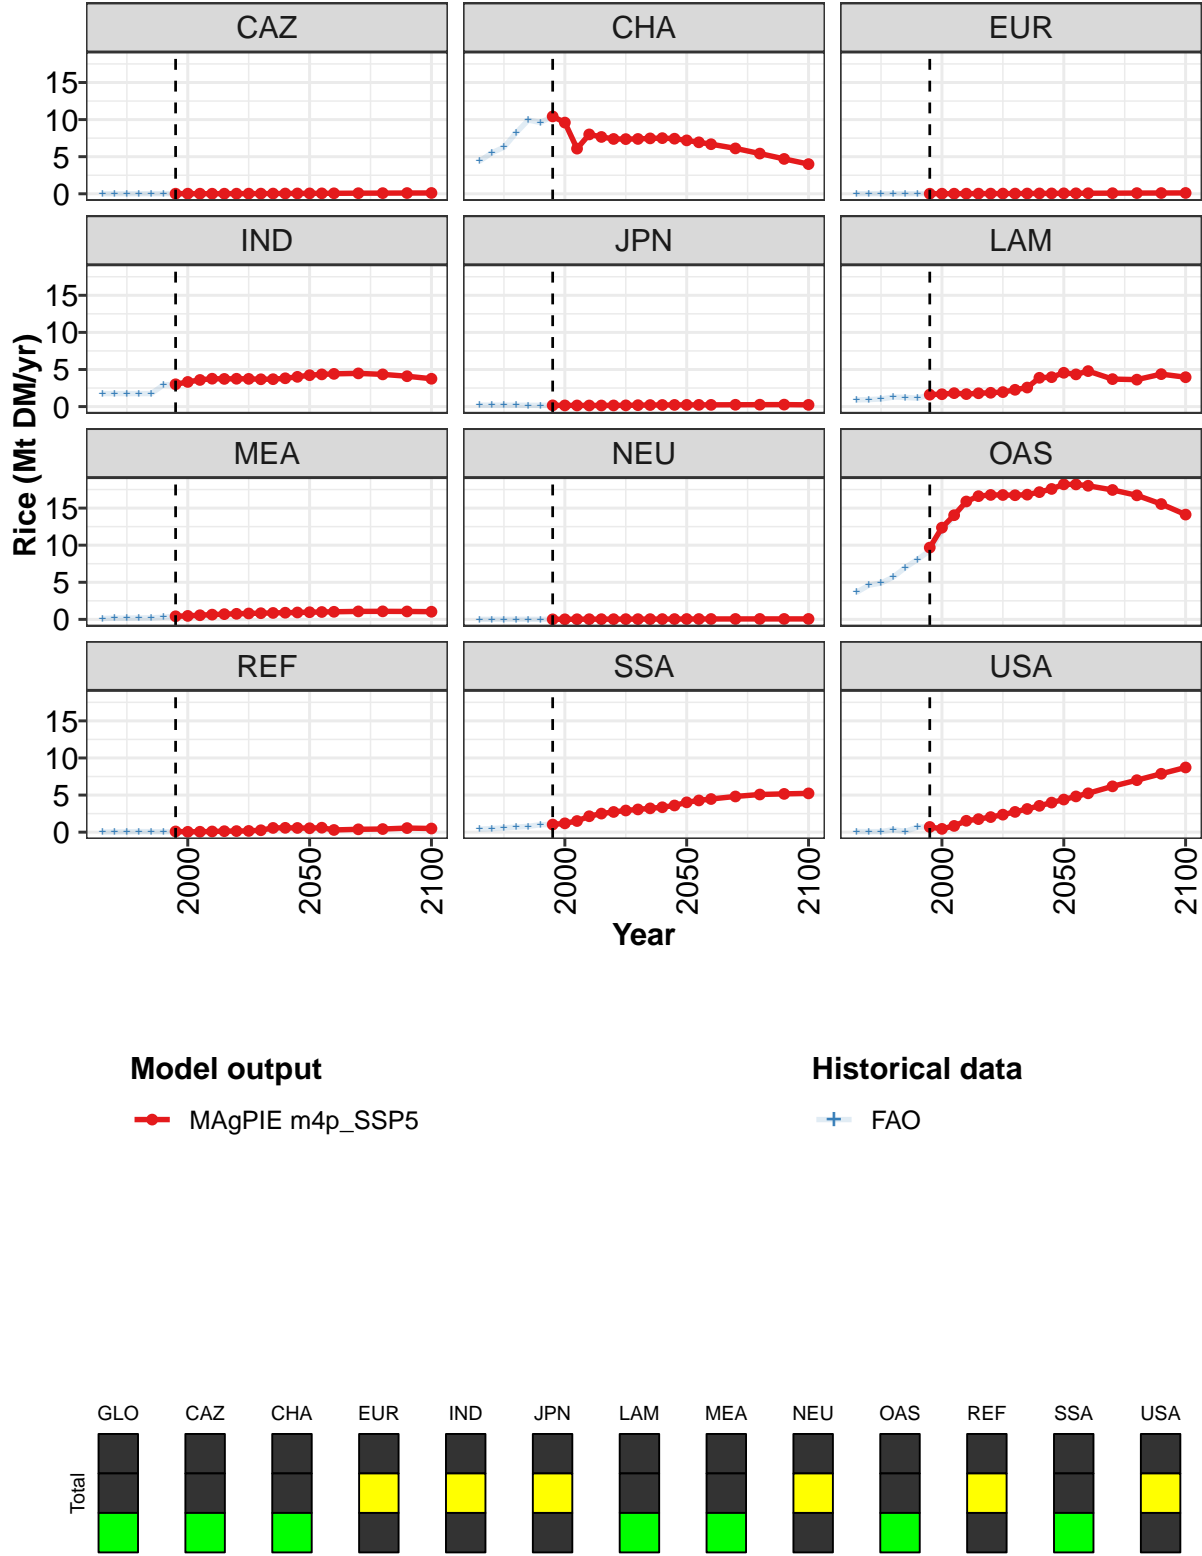 CAZ CHA EUR
15
10
5
0
IND JPN LAM
15
10
5
0
MEA NEU OAS
15
10
5
0
REF SSA USA
15
10
5
0
Rice (Mt DM/yr)
2000 2050 2100 2000 2050 2100 2000 2050 2100
Year
Model output Historical data
MAgPIE m4p_SSP5 FAO
GLO CAZ CHA EUR IND JPN LAM MEA NEU OAS REF SSA USA
Total